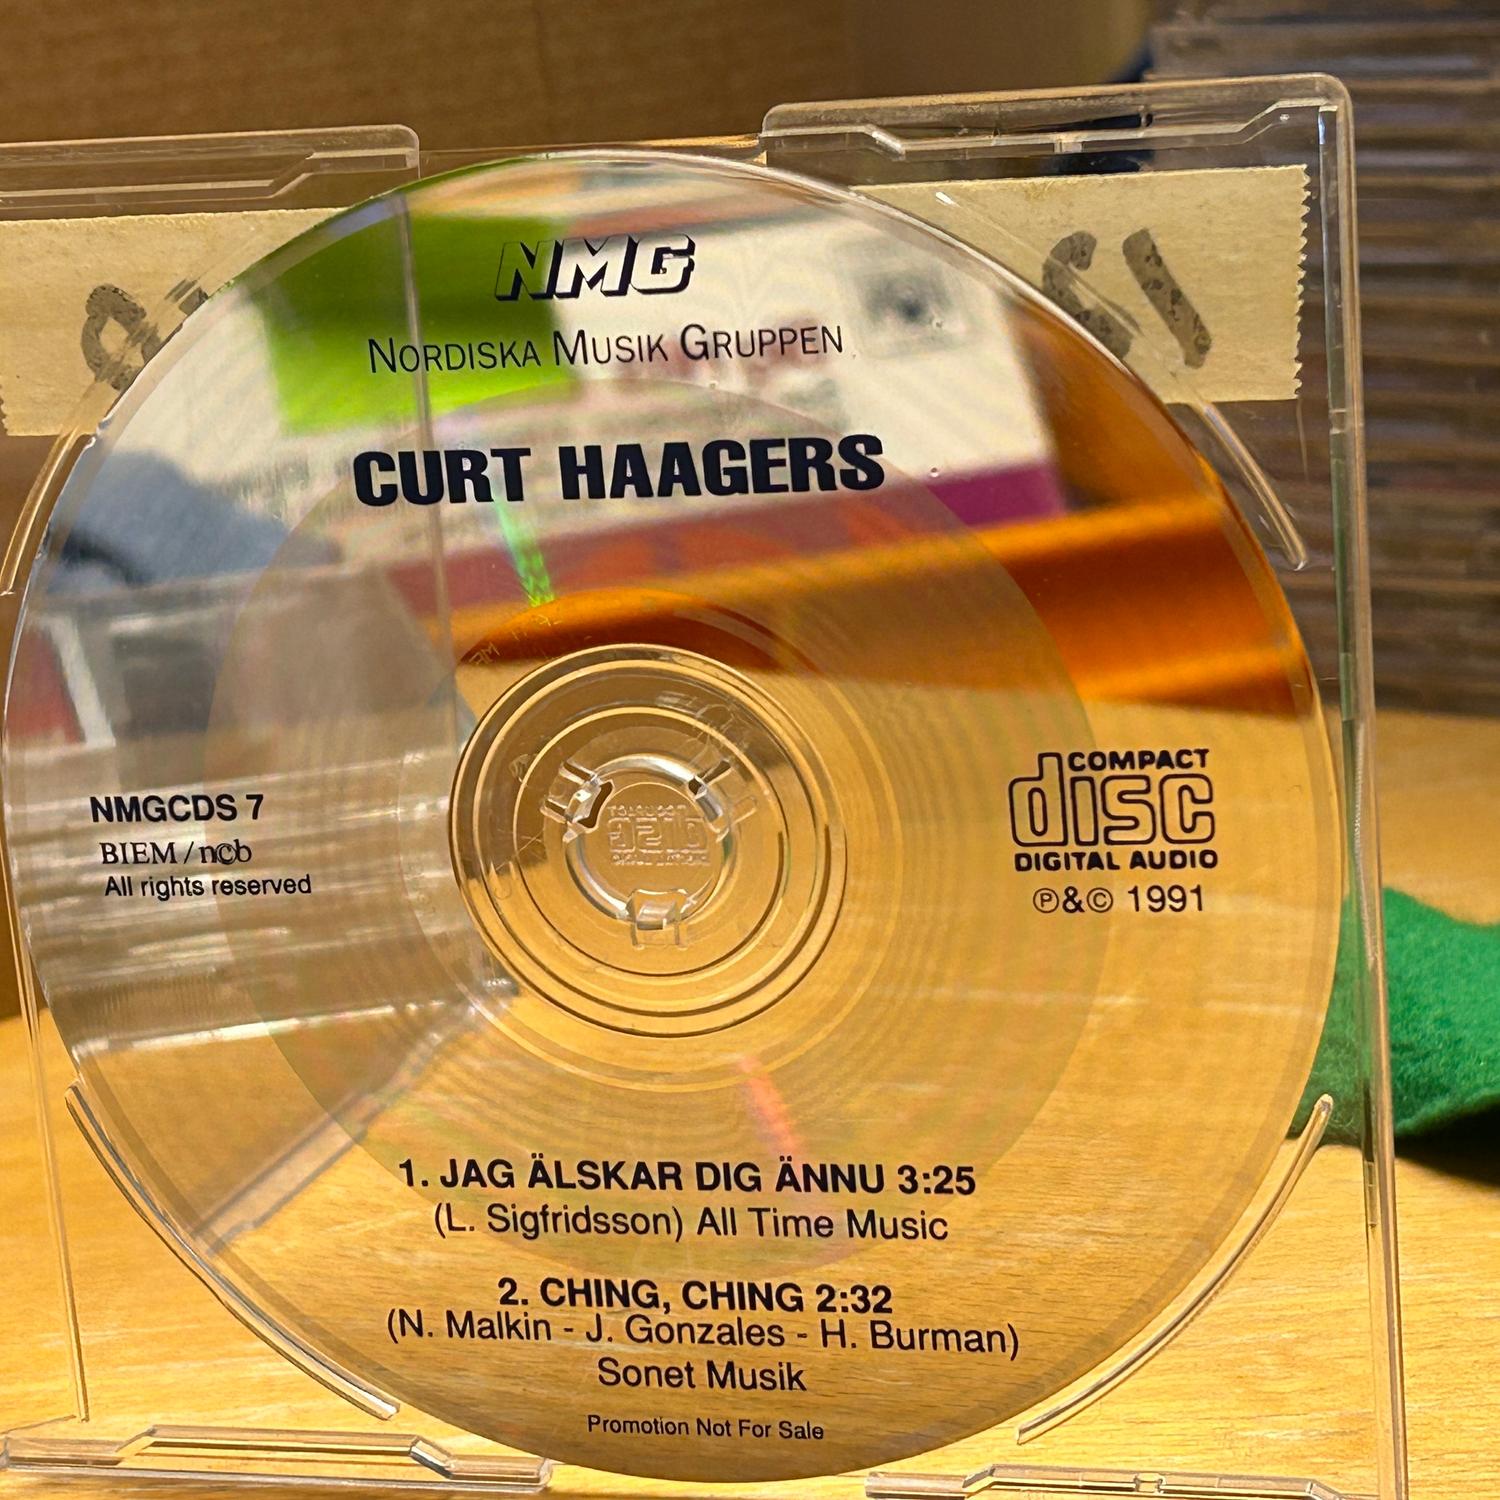 NMG
NORDISKA MUSIK GRUPPEN
CURT HAAGERS
NMGCDS 7
BIEM / ncb
All rights reserved
COMPACT
disc
DIGITAL AUDIO
℗&© 1991
1. JAG ÄLSKAR DIG ÄNNU 3:25
(L. Sigfridsson) All Time Music
2. CHING, CHING 2:32
(N. Malkin - J. Gonzales - H. Burman)
Sonet Musik
Promotion Not For Sale